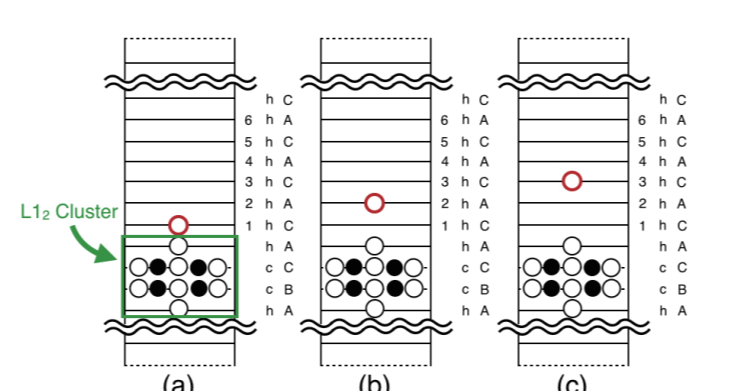 h C h C h C
6 h A 6 h A 6 h A
5 h C 5 h C 5 h C
4 h A 4 h A 4 h A
3 h C 3 h C 3 h C
2 h A 2 h A 2 h A
L1₂ Cluster
1 h C 1 h C 1 h C
h A h A h A
c C c C c C
c B c B c B
h A h A h A
(a) (b) (c)